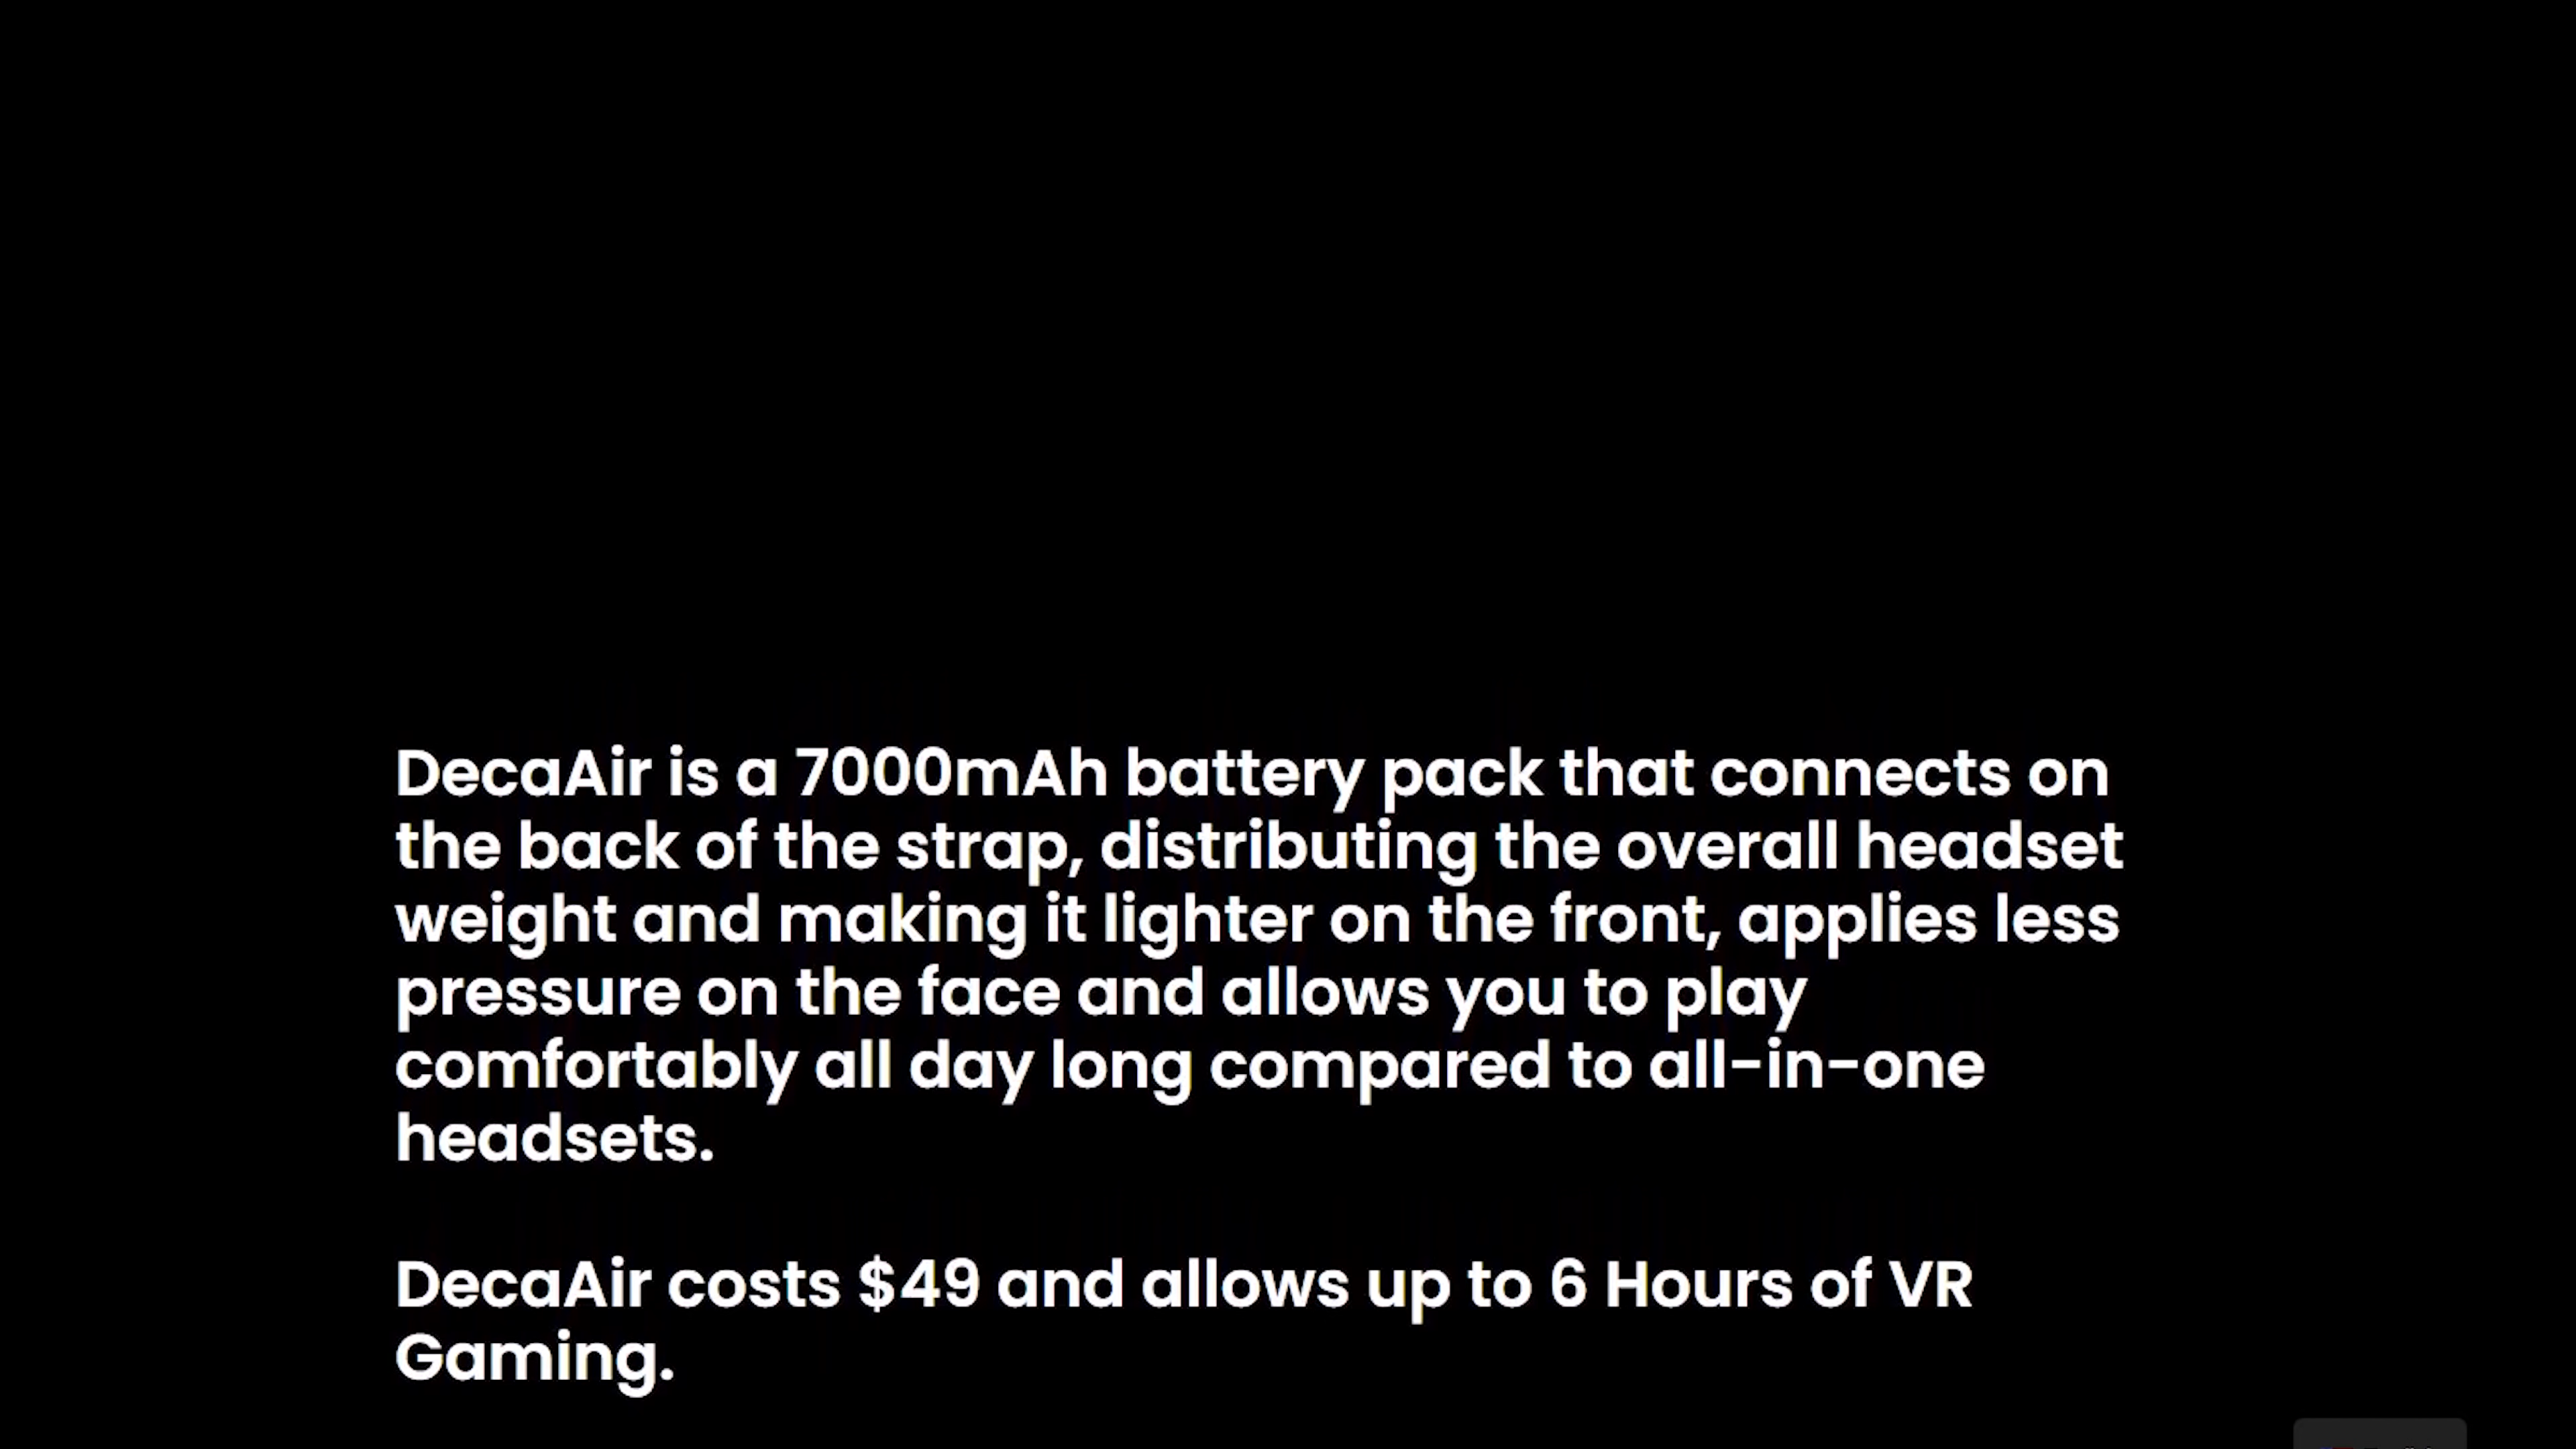 DecaAir is a 7000mAh battery pack that connects on
the back of the strap, distributing the overall headset
weight and making it lighter on the front, applies less
pressure on the face and allows you to play
comfortably all day long compared to all-in-one
headsets.
DecaAir costs $49 and allows up to 6 Hours of VR
Gaming.